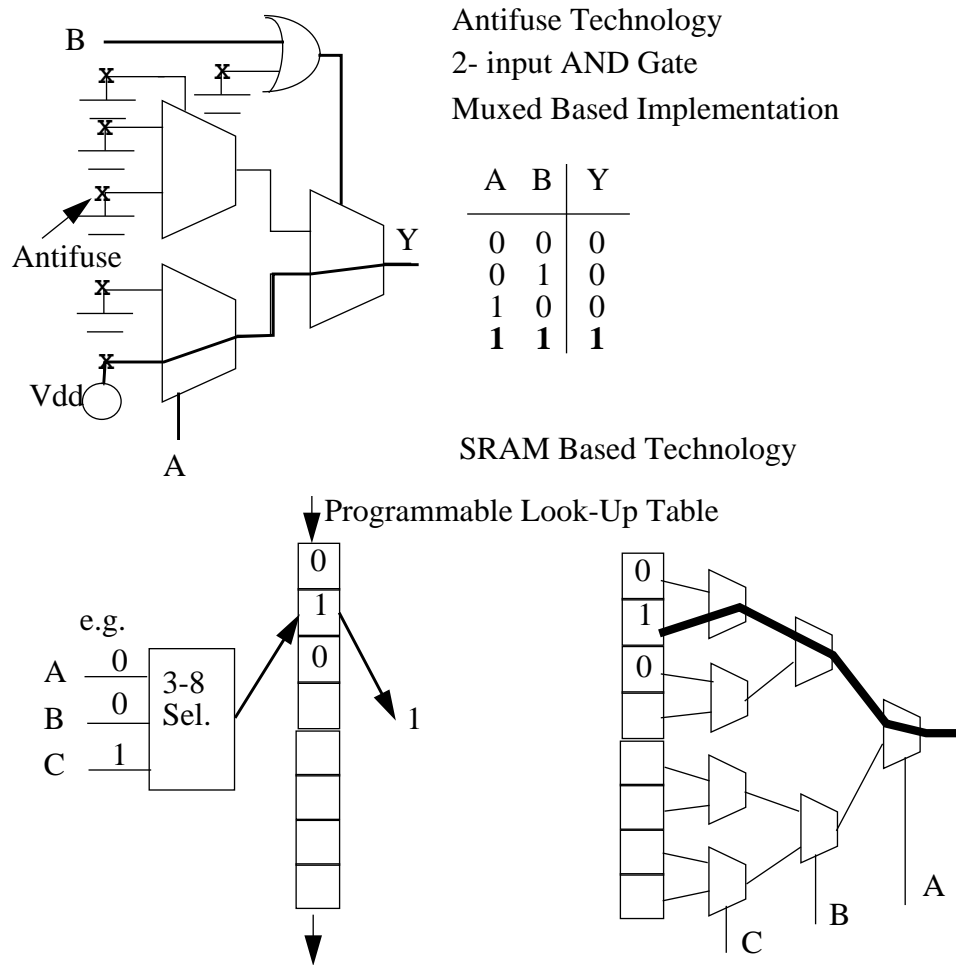 Antifuse Technology
2- input AND Gate
Muxed Based Implementation
B
x
x
x
x
Antifuse
Y
x
x
Vdd
A
A B Y
0 0 0
0 1 0
1 0 0
1 1 1
SRAM Based Technology
Programmable Look-Up Table
e.g.
A 0
B 0
C 1
3-8
Sel.
0
1
0
1
0
1
0
A
B
C